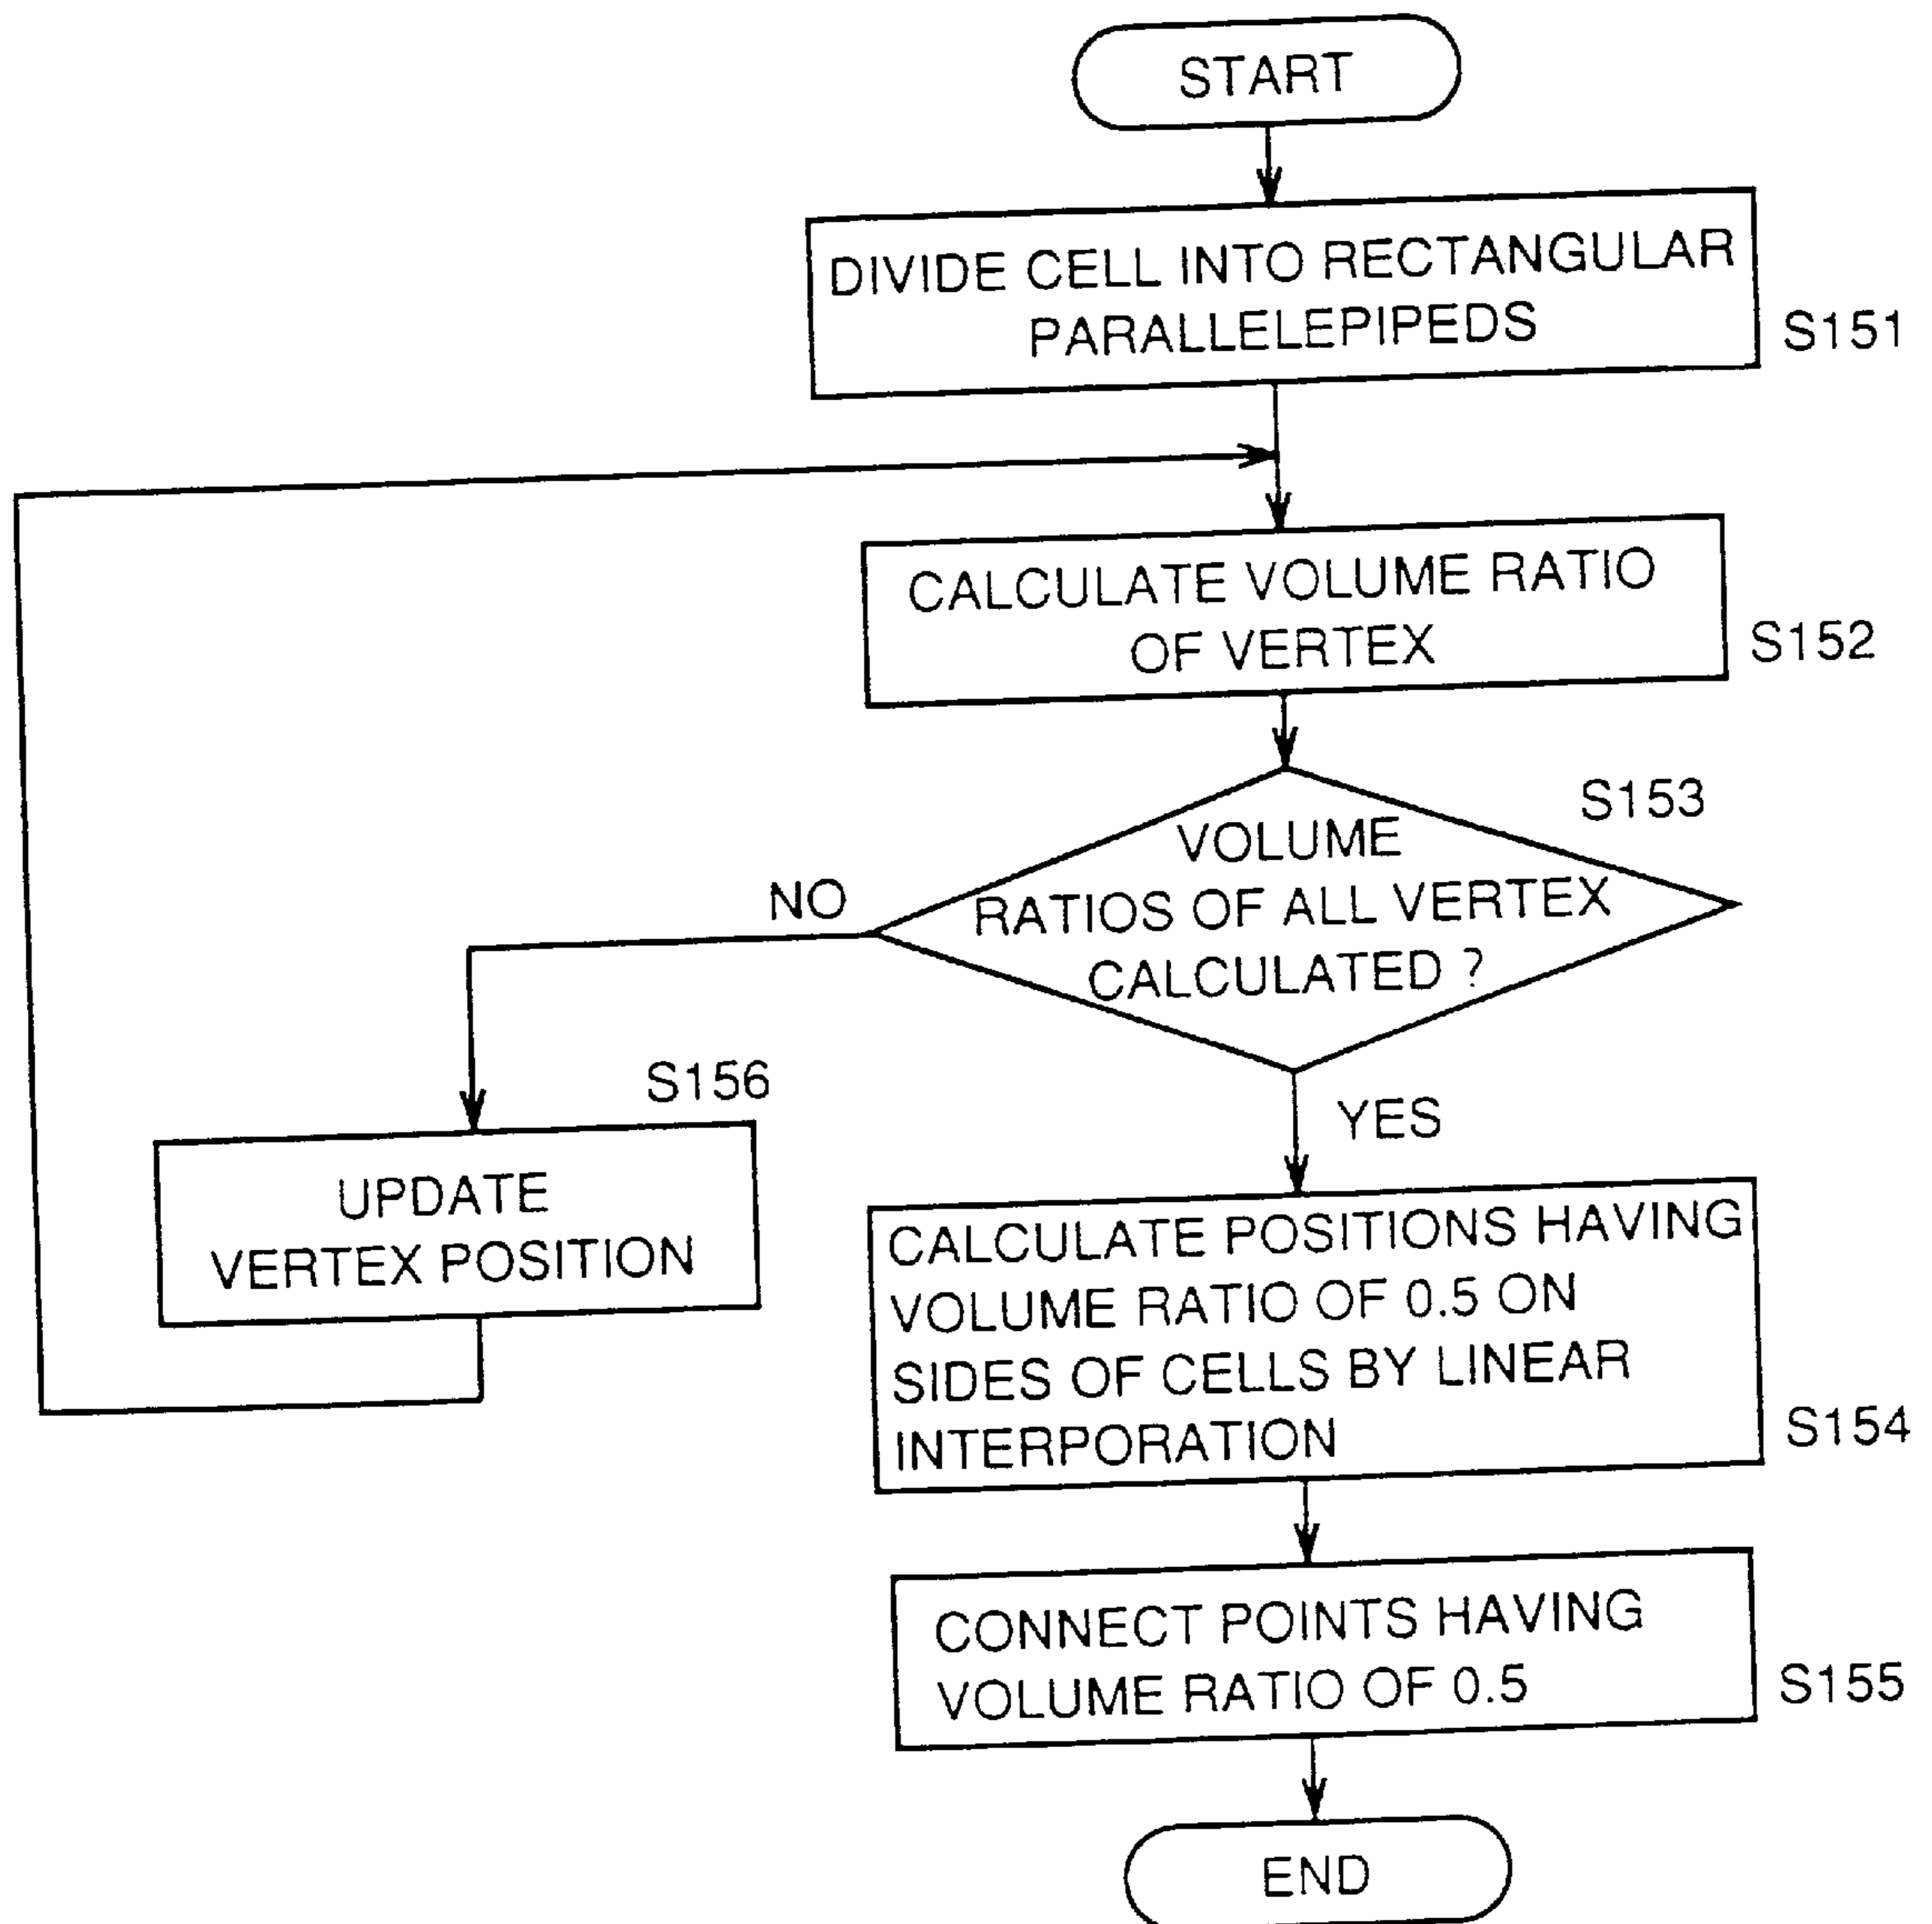 START
DIVIDE CELL INTO RECTANGULAR
PARALLELEPIPEDS
S151
CALCULATE VOLUME RATIO
OF VERTEX
S152
S153
VOLUME
RATIOS OF ALL VERTEX
CALCULATED ?
NO
YES
S156
UPDATE
VERTEX POSITION
CALCULATE POSITIONS HAVING
VOLUME RATIO OF 0.5 ON
SIDES OF CELLS BY LINEAR
INTERPORATION
S154
CONNECT POINTS HAVING
VOLUME RATIO OF 0.5
S155
END